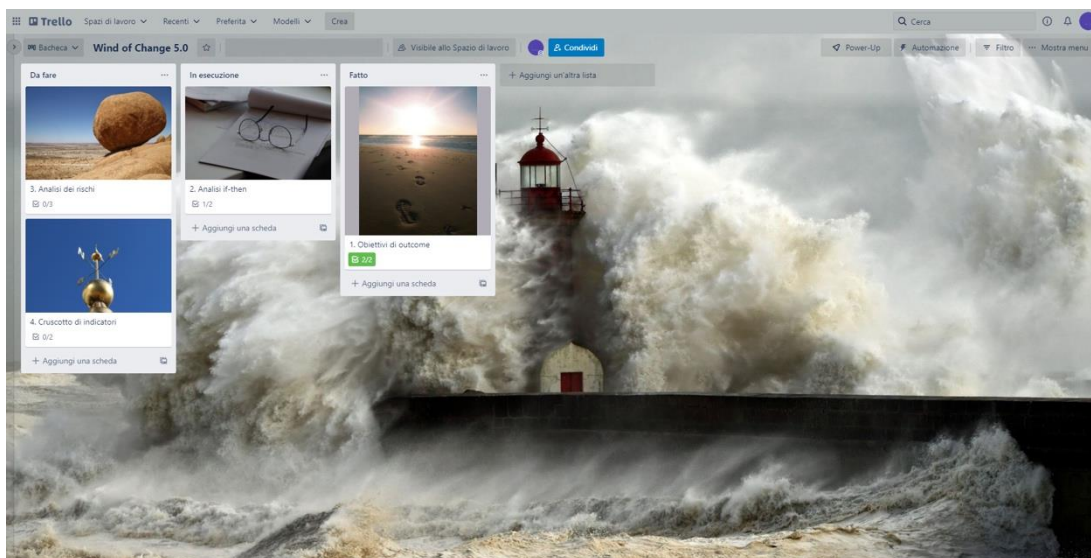 Trello Spazi di lavoro Recenti Preferita Modelli Crea Cerca
Bacheca Wind of Change 5.0 Visibile allo Spazio di lavoro Condividi Power-Up Automazione Filtro ... Mostra menu
Da fare ...
3. Analisi dei rischi
0/3
4. Cruscotto di indicatori
0/2
+ Aggiungi una scheda
In esecuzione ...
2. Analisi if-then
1/2
+ Aggiungi una scheda
Fatto ...
1. Obiettivi di outcome
2/2
+ Aggiungi una scheda
+ Aggiungi un'altra lista